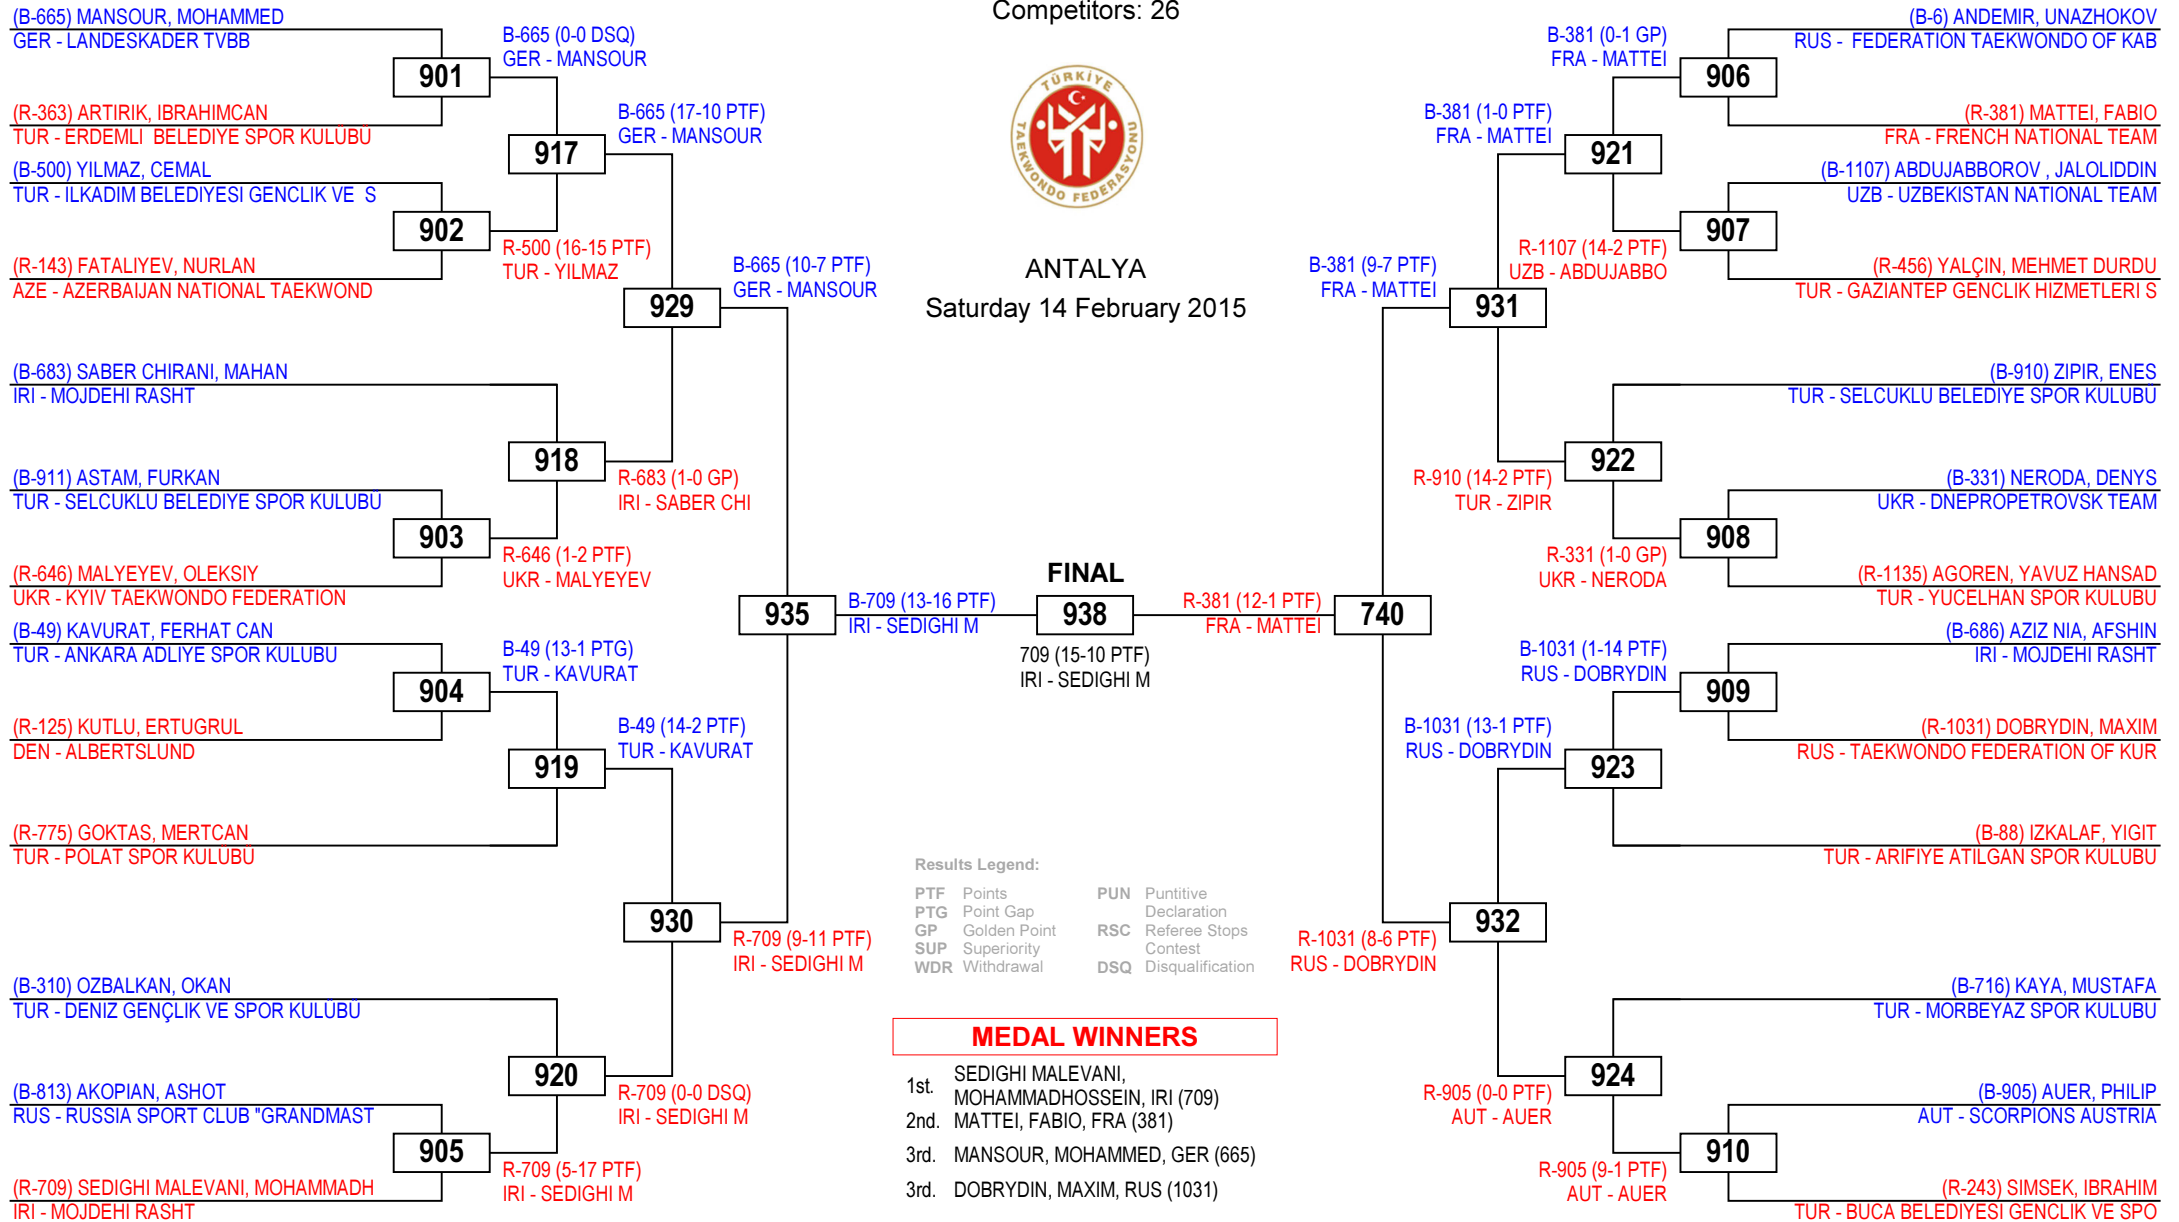 Competitors: 26
TÜRKİYE
TAEKWONDO FEDERASYONU
ANTALYA
Saturday 14 February 2015
(B-665) MANSOUR, MOHAMMED
GER - LANDESKADER TVBB
901
(R-363) ARTIRIK, IBRAHIMCAN
TUR - ERDEMLI  BELEDIYE SPOR KULÜBÜ
(B-500) YILMAZ, CEMAL
TUR - ILKADIM BELEDIYESI GENCLIK VE  S
902
(R-143) FATALIYEV, NURLAN
AZE - AZERBAIJAN NATIONAL TAEKWOND
(B-683) SABER CHIRANI, MAHAN
IRI - MOJDEHI RASHT
(B-911) ASTAM, FURKAN
TUR - SELCUKLU BELEDIYE SPOR KULUBÜ
903
(R-646) MALYEYEV, OLEKSIY
UKR - KYIV TAEKWONDO FEDERATION
(B-49) KAVURAT, FERHAT CAN
TUR - ANKARA ADLIYE SPOR KULUBU
904
(R-125) KUTLU, ERTUGRUL
DEN - ALBERTSLUND
(R-775) GOKTAS, MERTCAN
TUR - POLAT SPOR KULÜBÜ
(B-310) OZBALKAN, OKAN
TUR - DENIZ GENÇLIK VE SPOR KULÜBÜ
(B-813) AKOPIAN, ASHOT
RUS - RUSSIA SPORT CLUB "GRANDMAST
905
(R-709) SEDIGHI MALEVANI, MOHAMMADH
IRI - MOJDEHI RASHT
B-665 (0-0 DSQ)
GER - MANSOUR
917
R-500 (16-15 PTF)
TUR - YILMAZ
918
R-646 (1-2 PTF)
UKR - MALYEYEV
B-49 (13-1 PTG)
TUR - KAVURAT
919
920
R-709 (5-17 PTF)
IRI - SEDIGHI M
B-665 (17-10 PTF)
GER - MANSOUR
929
R-683 (1-0 GP)
IRI - SABER CHI
B-49 (14-2 PTF)
TUR - KAVURAT
930
R-709 (0-0 DSQ)
IRI - SEDIGHI M
B-665 (10-7 PTF)
GER - MANSOUR
935
R-709 (9-11 PTF)
IRI - SEDIGHI M
B-709 (13-16 PTF)
IRI - SEDIGHI M
FINAL
938
709 (15-10 PTF)
IRI - SEDIGHI M
R-381 (12-1 PTF)
FRA - MATTEI
740
B-381 (9-7 PTF)
FRA - MATTEI
R-1031 (8-6 PTF)
RUS - DOBRYDIN
B-381 (1-0 PTF)
FRA - MATTEI
931
R-910 (14-2 PTF)
TUR - ZIPIR
B-1031 (13-1 PTF)
RUS - DOBRYDIN
932
R-905 (0-0 PTF)
AUT - AUER
B-381 (0-1 GP)
FRA - MATTEI
921
R-1107 (14-2 PTF)
UZB - ABDUJABBO
922
R-331 (1-0 GP)
UKR - NERODA
B-1031 (1-14 PTF)
RUS - DOBRYDIN
923
924
R-905 (9-1 PTF)
AUT - AUER
(B-6) ANDEMIR, UNAZHOKOV
RUS -  FEDERATION TAEKWONDO OF KAB
906
(R-381) MATTEI, FABIO
FRA - FRENCH NATIONAL TEAM
(B-1107) ABDUJABBOROV , JALOLIDDIN
UZB - UZBEKISTAN NATIONAL TEAM
907
(R-456) YALÇIN, MEHMET DURDU
TUR - GAZIANTEP GENCLIK HIZMETLERI S
(B-910) ZIPIR, ENES
TUR - SELCUKLU BELEDIYE SPOR KULUBÜ
(B-331) NERODA, DENYS
UKR - DNEPROPETROVSK TEAM
908
(R-1135) AGOREN, YAVUZ HANSAD
TUR - YUCELHAN SPOR KULUBU
(B-686) AZIZ NIA, AFSHIN
IRI - MOJDEHI RASHT
909
(R-1031) DOBRYDIN, MAXIM
RUS - TAEKWONDO FEDERATION OF KUR
(B-88) IZKALAF, YIGIT
TUR - ARIFIYE ATILGAN SPOR KULUBU
(B-716) KAYA, MUSTAFA
TUR - MORBEYAZ SPOR KULUBU
(B-905) AUER, PHILIP
AUT - SCORPIONS AUSTRIA
910
(R-243) SIMSEK, IBRAHIM
TUR - BUCA BELEDIYESI GENCLIK VE SPO
Results Legend:
PTF Points
PTG Point Gap
GP Golden Point
SUP Superiority
WDR Withdrawal
PUN Puntitive
Declaration
RSC Referee Stops
Contest
DSQ Disqualification
MEDAL WINNERS
1st. SEDIGHI MALEVANI,
MOHAMMADHOSSEIN, IRI (709)
2nd. MATTEI, FABIO, FRA (381)
3rd. MANSOUR, MOHAMMED, GER (665)
3rd. DOBRYDIN, MAXIM, RUS (1031)